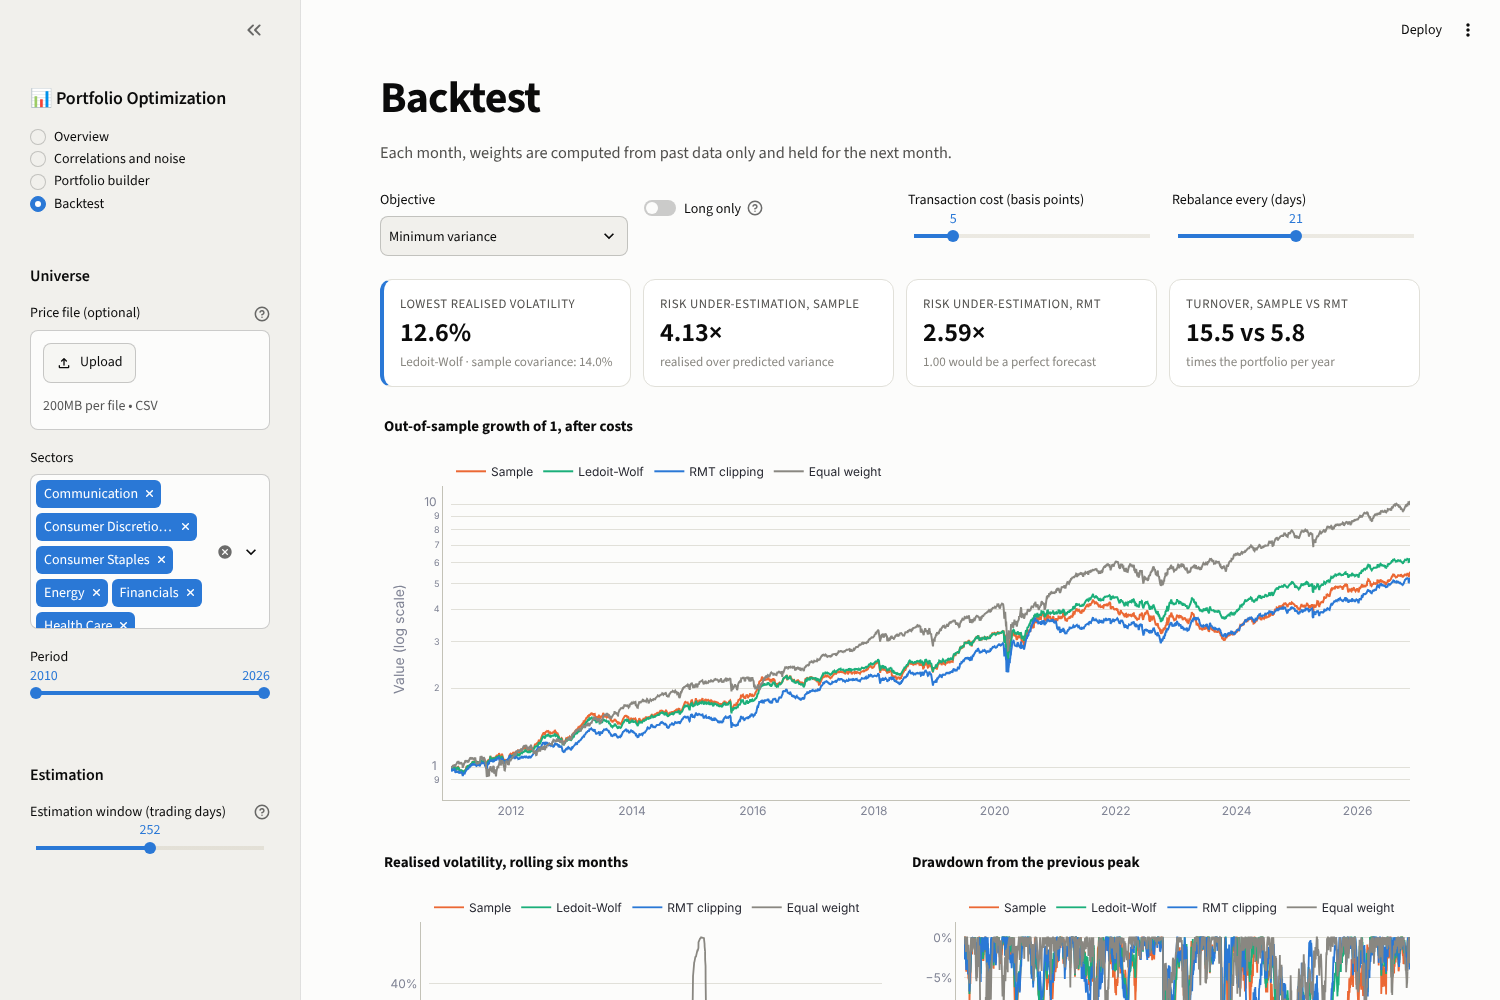 Deploy
📊 Portfolio Optimization
Overview
Correlations and noise
Portfolio builder
Backtest
Universe
Price file (optional)
Upload
200MB per file • CSV
Sectors
Communication ×
Consumer Discretio… ×
Consumer Staples ×
Energy × Financials ×
Health Care ×
Period
2010 2026
Estimation
Estimation window (trading days)
252
Backtest
Each month, weights are computed from past data only and held for the next month.
Objective
Minimum variance
Long only
Transaction cost (basis points)
5
Rebalance every (days)
21
LOWEST REALISED VOLATILITY
12.6%
Ledoit-Wolf · sample covariance: 14.0%
RISK UNDER-ESTIMATION, SAMPLE
4.13×
realised over predicted variance
RISK UNDER-ESTIMATION, RMT
2.59×
1.00 would be a perfect forecast
TURNOVER, SAMPLE VS RMT
15.5 vs 5.8
times the portfolio per year
Out-of-sample growth of 1, after costs
Sample Ledoit-Wolf RMT clipping Equal weight
Value (log scale)
10
9
8
7
6
5
4
3
2
1
9
2012 2014 2016 2018 2020 2022 2024 2026
Realised volatility, rolling six months
Sample Ledoit-Wolf RMT clipping Equal weight
40%
Drawdown from the previous peak
Sample Ledoit-Wolf RMT clipping Equal weight
0%
−5%